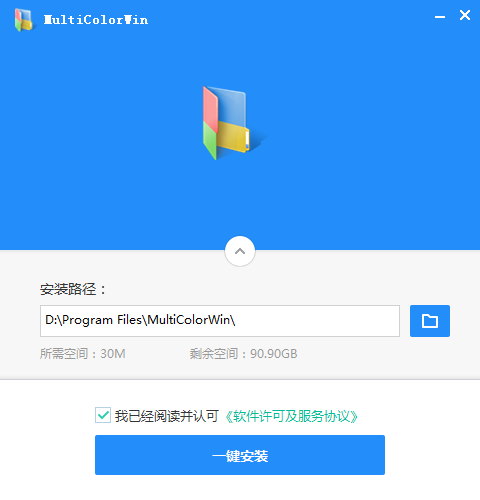 MultiColorWin
安装路径：
D:\Program Files\MultiColorWin\
所需空间：30M 剩余空间：90.90GB
我已经阅读并认可《软件许可及服务协议》
一键安装